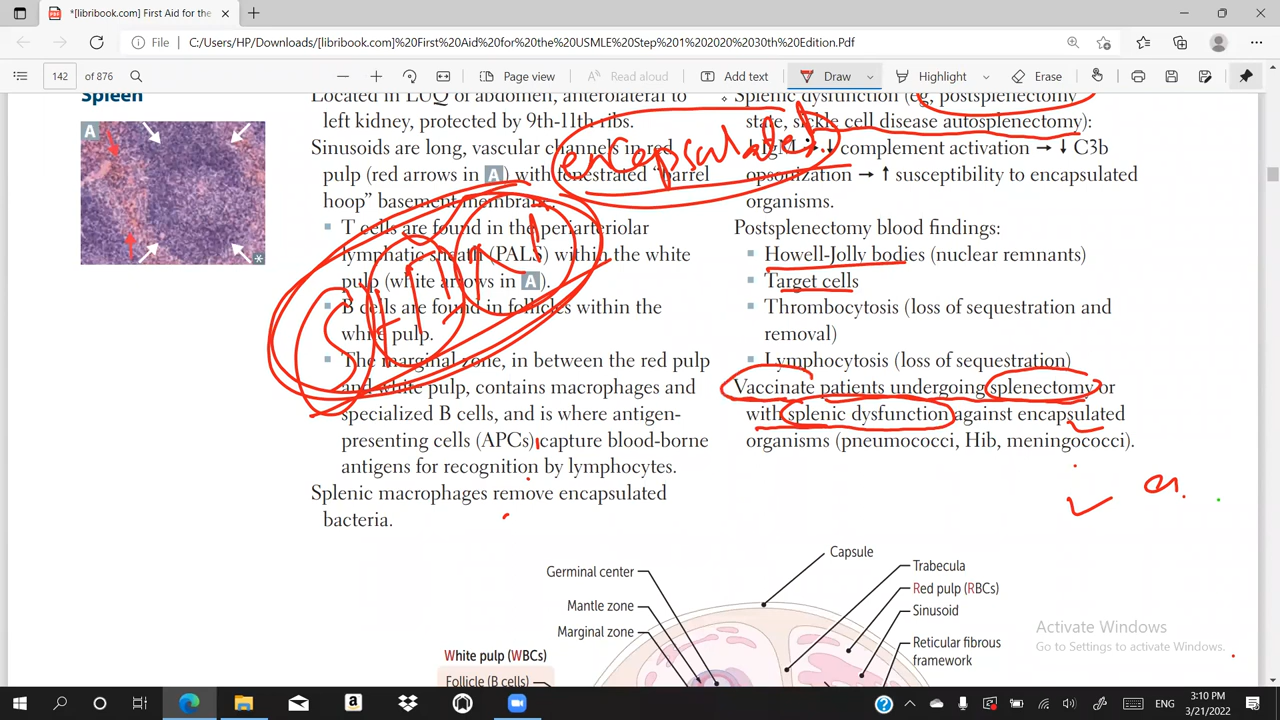 *[libribook.com] First Aid for the
File
C:/Users/HP/Downloads/[libribook.com]%20First%20Aid%20for%20the%20USMLE%20Step%201%202020%2030th%20Edition.Pdf
142 of 876
Page view
Read aloud
Add text
Draw
Highlight
Erase
Spleen
Located in LUQ of abdomen, anterolateral to
left kidney, protected by 9th-11th ribs.
Sinusoids are long, vascular channels in red
pulp (red arrows in A) with fenestrated “barrel
hoop” basement membrane.
T cells are found in the periarteriolar
lymphatic sheath (PALS) within the white
pulp (white arrows in A).
B cells are found in follicles within the
white pulp.
The marginal zone, in between the red pulp
and white pulp, contains macrophages and
specialized B cells, and is where antigen-
presenting cells (APCs) capture blood-borne
antigens for recognition by lymphocytes.
Splenic macrophages remove encapsulated
bacteria.
A
*
encapsulated
Splenic dysfunction (eg, postsplenectomy
state, sickle cell disease autosplenectomy):
IgM → ↓ complement activation → ↓ C3b
opsonization → ↑ susceptibility to encapsulated
organisms.
Postsplenectomy blood findings:
Howell-Jolly bodies (nuclear remnants)
Target cells
Thrombocytosis (loss of sequestration and
removal)
Lymphocytosis (loss of sequestration)
Vaccinate patients undergoing splenectomy or
with splenic dysfunction against encapsulated
organisms (pneumococci, Hib, meningococci).
Capsule
Germinal center
Trabecula
Red pulp (RBCs)
Mantle zone
Sinusoid
Marginal zone
Reticular fibrous
framework
White pulp (WBCs)
Follicle (B cells)
Activate Windows
Go to Settings to activate Windows.
ENG
3:10 PM
3/21/2022